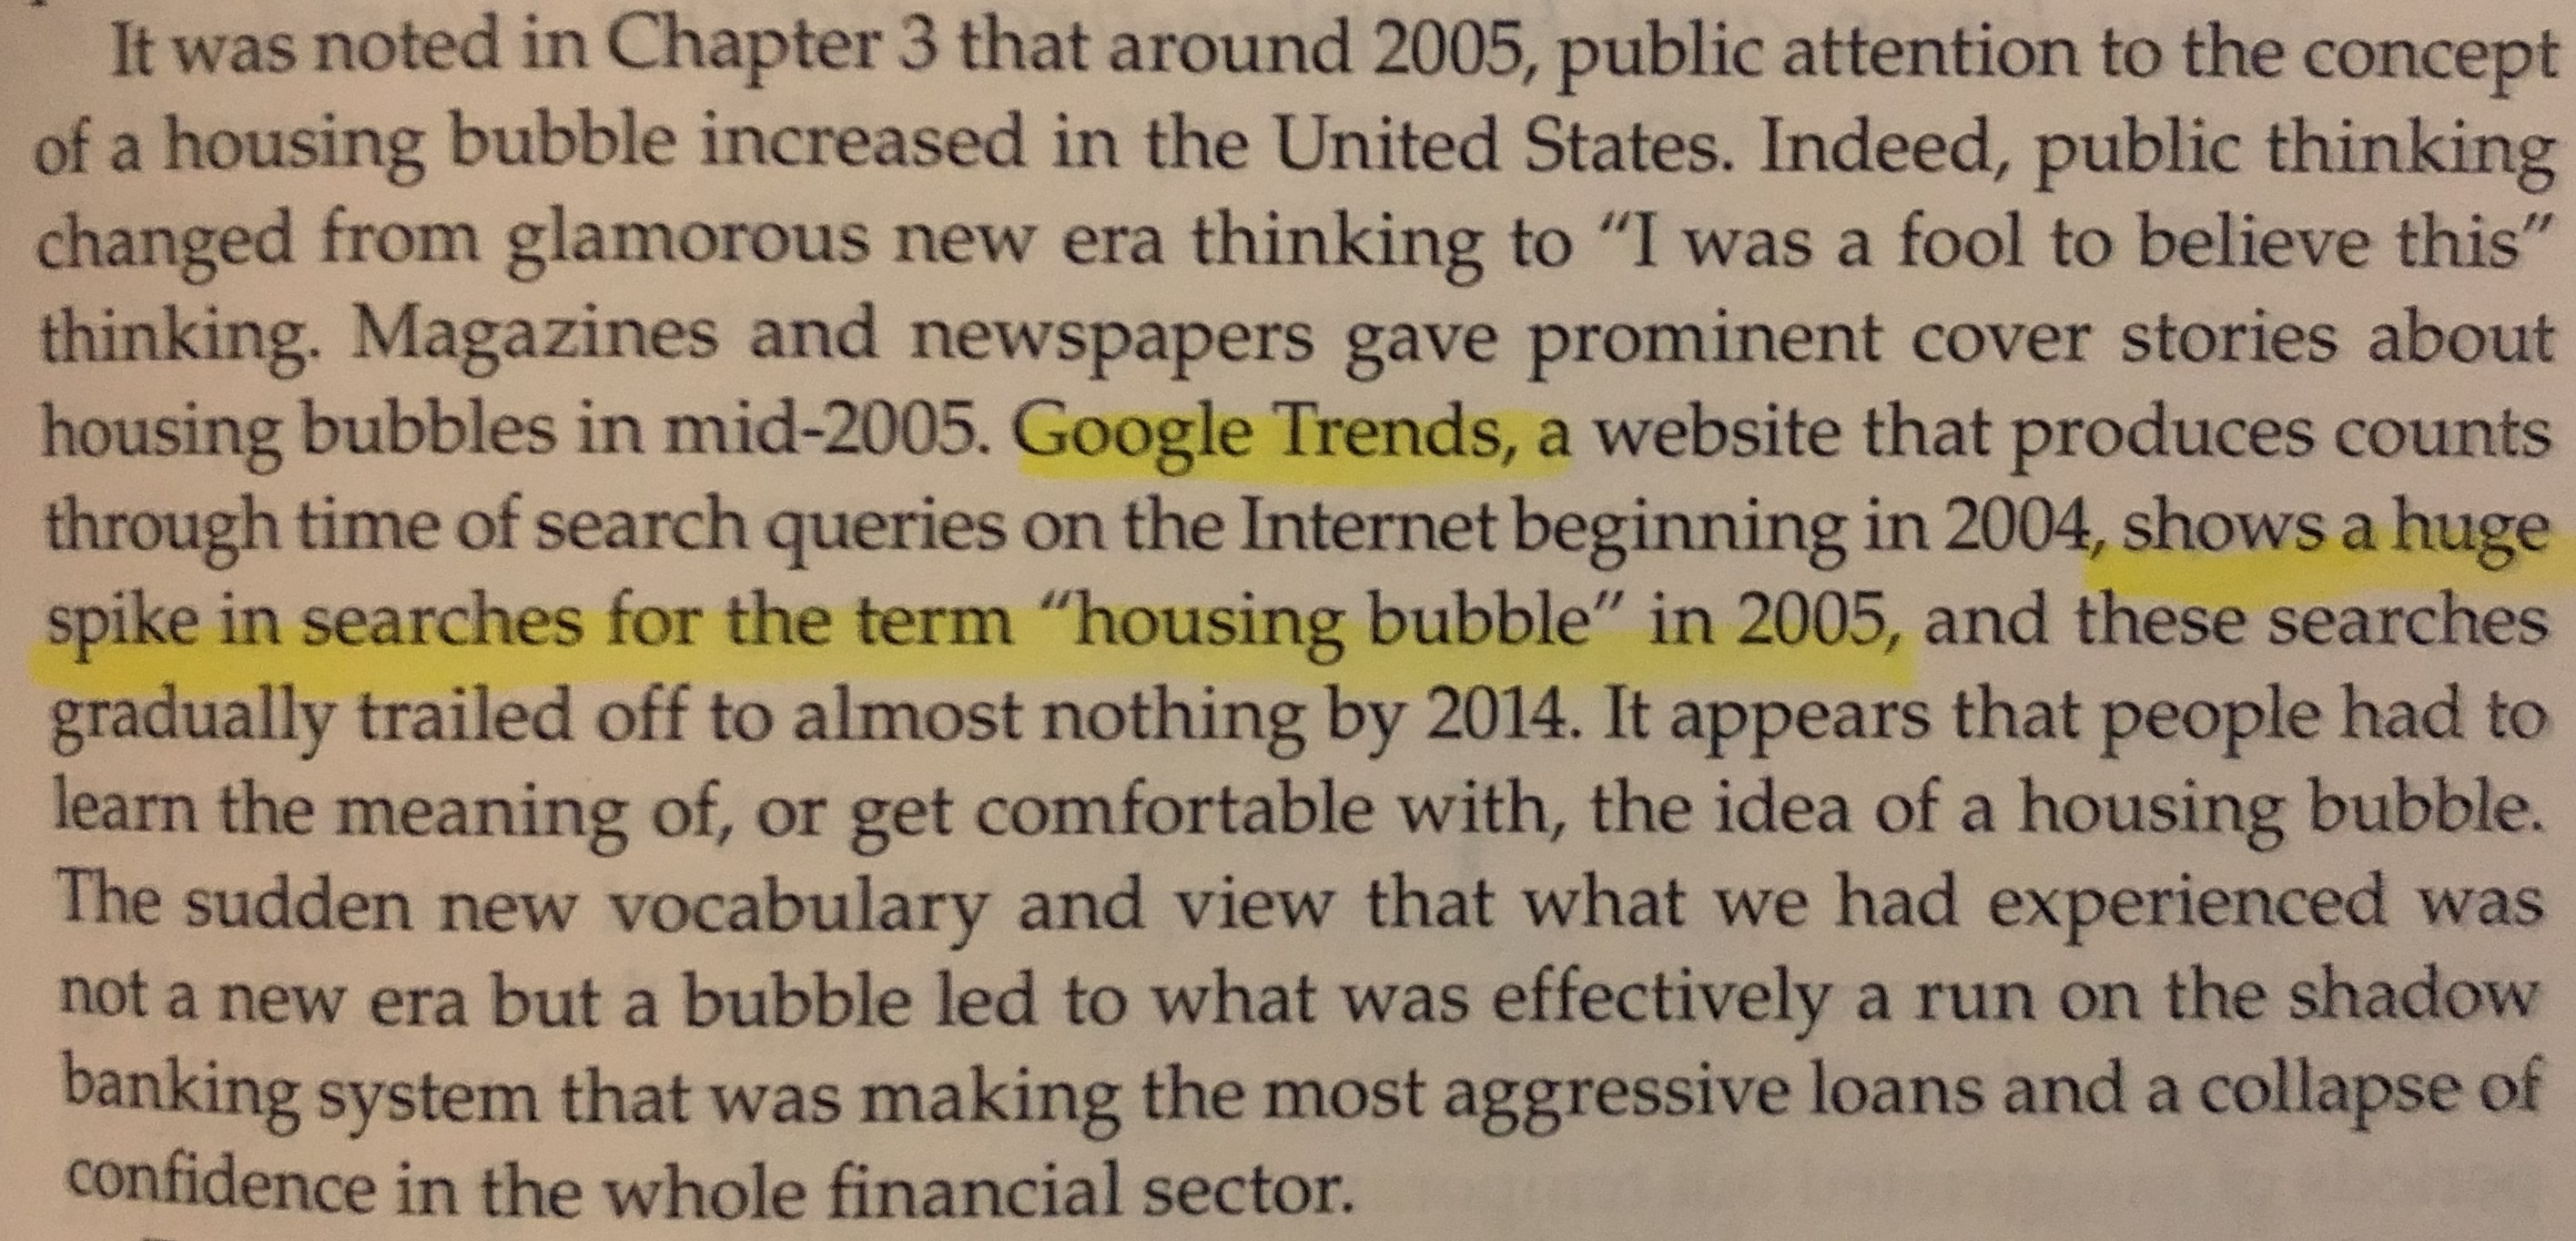 It was noted in Chapter 3 that around 2005, public attention to the concept
of a housing bubble increased in the United States. Indeed, public thinking
changed from glamorous new era thinking to “I was a fool to believe this”
thinking. Magazines and newspapers gave prominent cover stories about
housing bubbles in mid-2005. Google Trends, a website that produces counts
through time of search queries on the Internet beginning in 2004, shows a huge
spike in searches for the term “housing bubble” in 2005, and these searches
gradually trailed off to almost nothing by 2014. It appears that people had to
learn the meaning of, or get comfortable with, the idea of a housing bubble.
The sudden new vocabulary and view that what we had experienced was
not a new era but a bubble led to what was effectively a run on the shadow
banking system that was making the most aggressive loans and a collapse of
confidence in the whole financial sector.